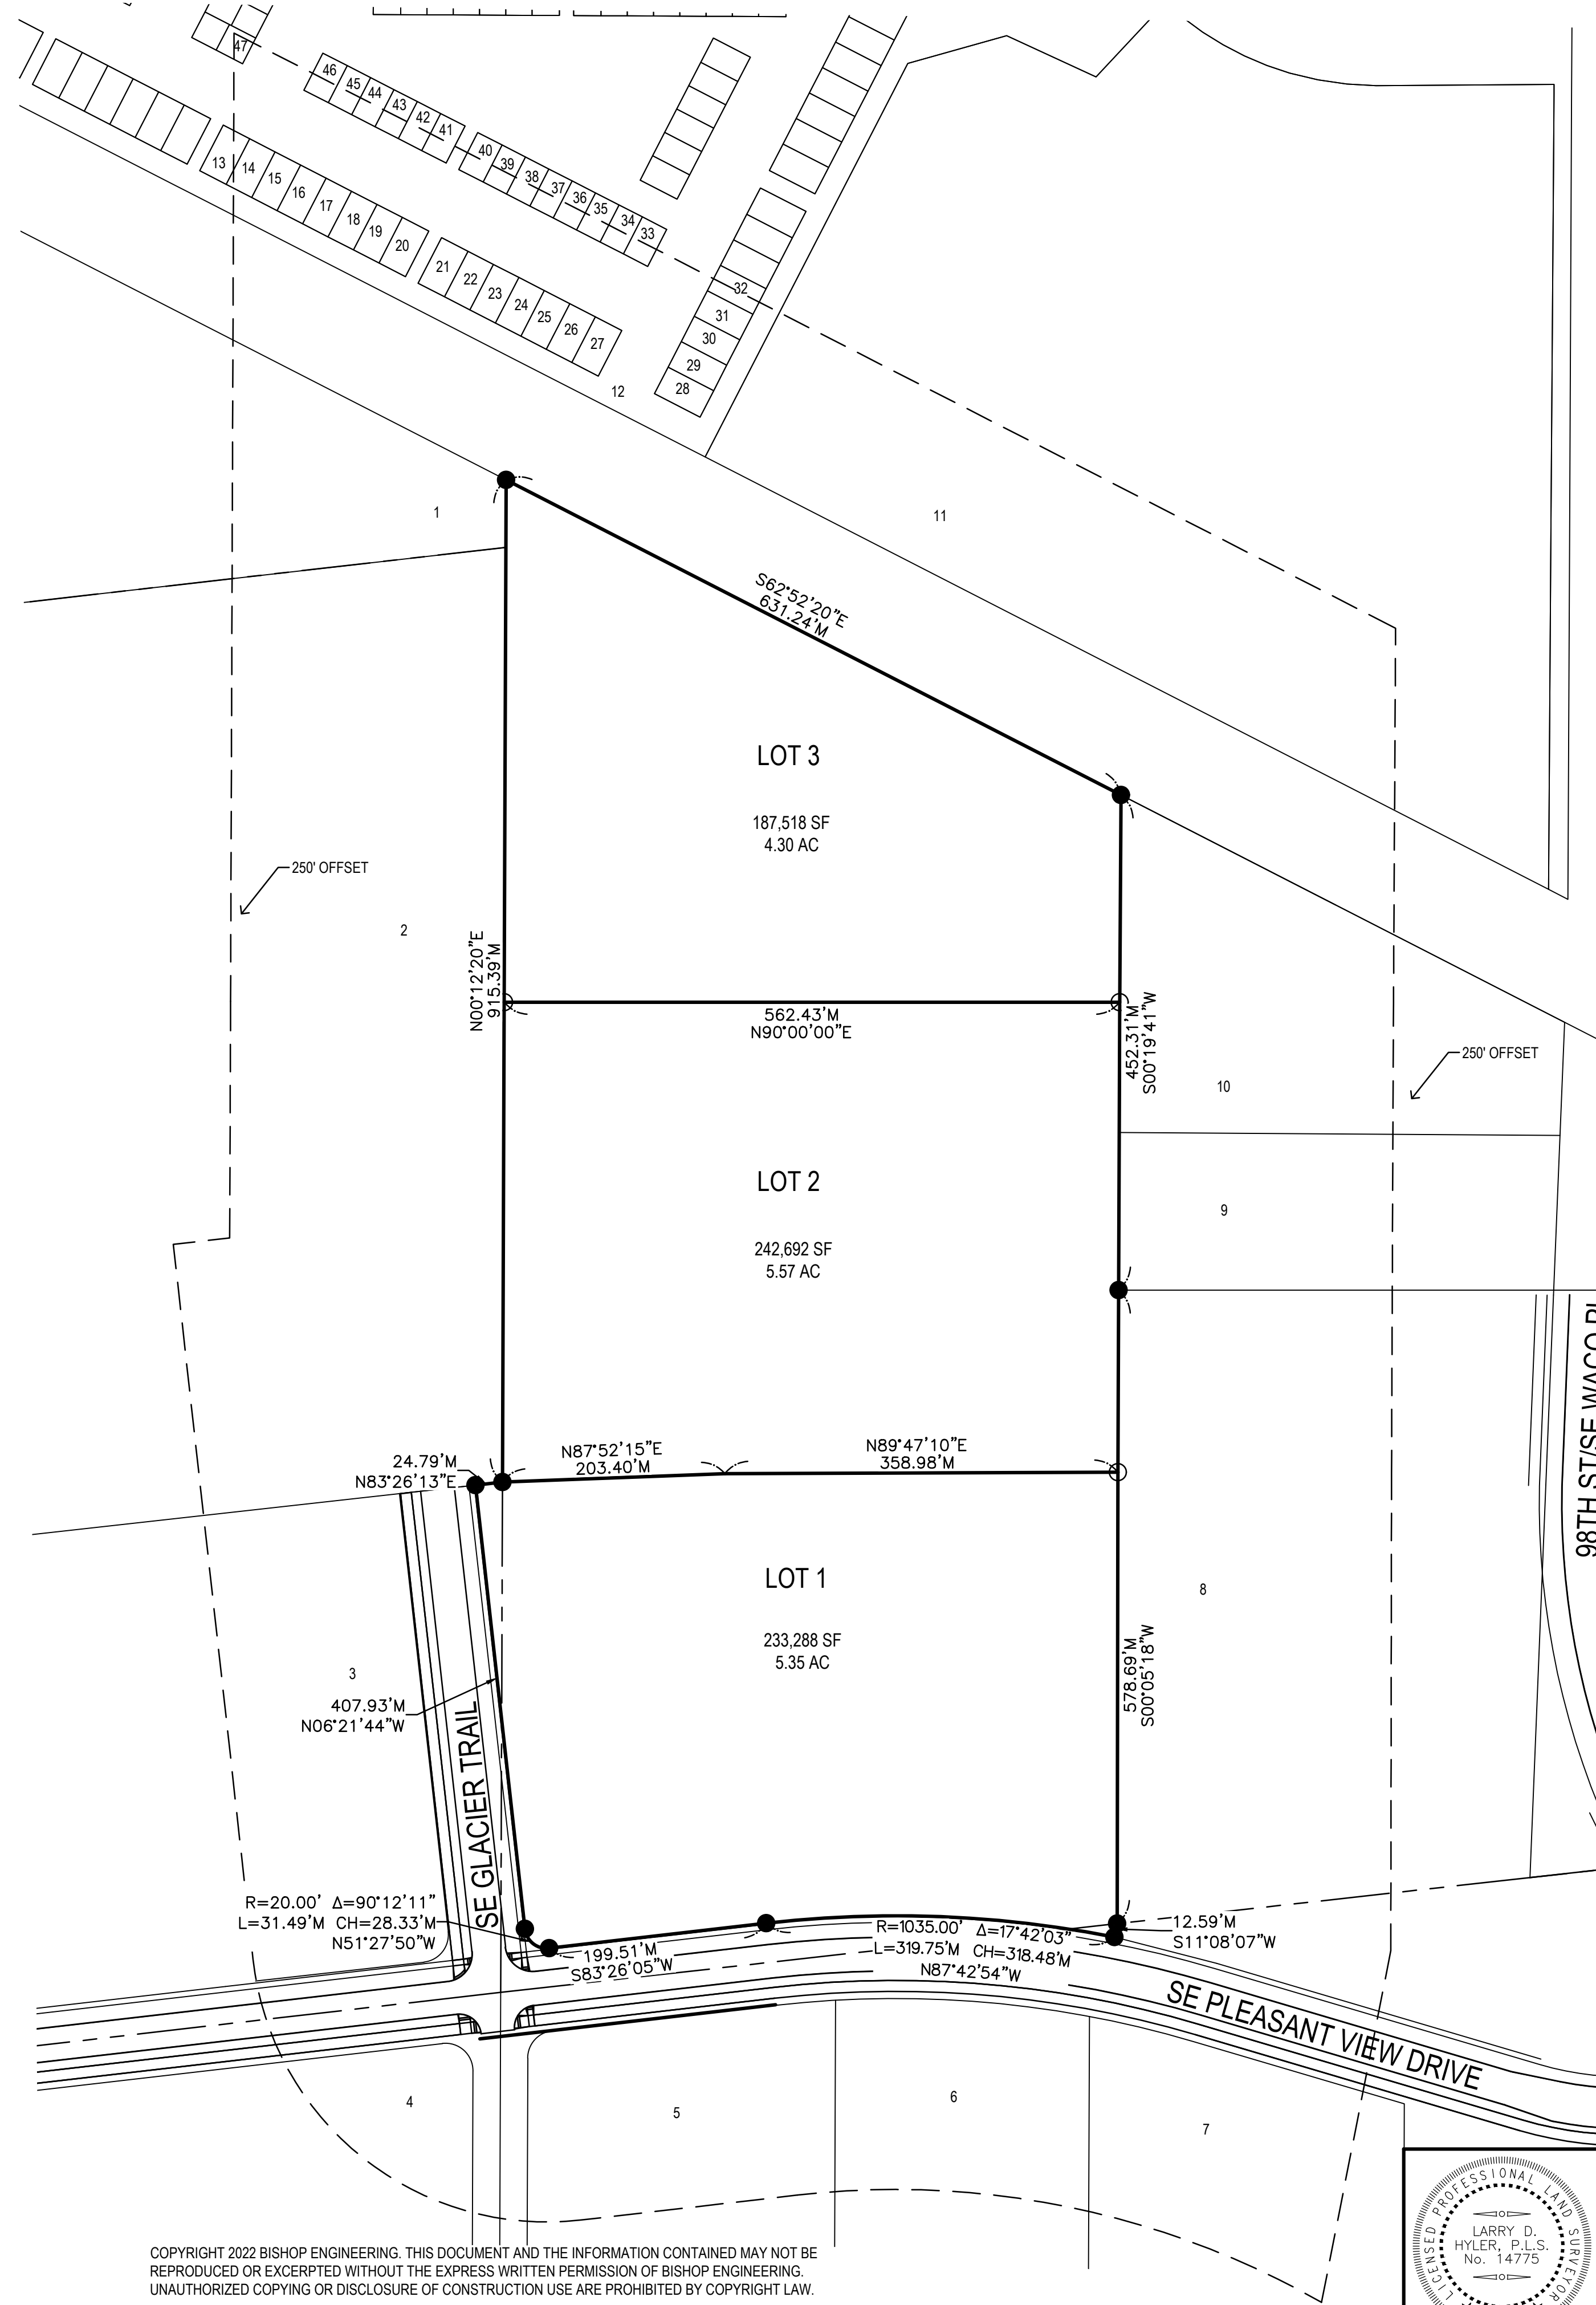 47
46
45
44
43
42
41
40
39
38
37
36
35
34
33
13
14
15
16
17
18
19
20
21
22
23
24
25
26
27
32
31
30
29
28
12
1
11
S62°52'20"E
631.24'M
LOT 3
187,518 SF
4.30 AC
250' OFFSET
2
N00°12'20"E
915.39'M
562.43'M
N90°00'00"E
452.31'M
S00°19'41"W
250' OFFSET
10
LOT 2
9
242,692 SF
5.57 AC
98TH ST/SE WACO
24.79'M
N83°26'13"E
N87°52'15"E
203.40'M
N89°47'10"E
358.98'M
LOT 1
8
233,288 SF
5.35 AC
3
407.93'M
N06°21'44"W
578.69'M
S00°05'18"W
SE GLACIER TRAIL
R=20.00' Δ=90°12'11"
L=31.49'M CH=28.33'M
N51°27'50"W
199.51'M
S83°26'05"W
R=1035.00' Δ=17°42'03"
L=319.75'M CH=318.48'M
N87°42'54"W
12.59'M
S11°08'07"W
SE PLEASANT VIEW DRIVE
4
5
6
7
LICENSED PROFESSIONAL LAND SURVEYOR
LARRY D.
HYLER, P.L.S.
No. 14775
COPYRIGHT 2022 BISHOP ENGINEERING. THIS DOCUMENT AND THE INFORMATION CONTAINED MAY NOT BE
REPRODUCED OR EXCERPTED WITHOUT THE EXPRESS WRITTEN PERMISSION OF BISHOP ENGINEERING.
UNAUTHORIZED COPYING OR DISCLOSURE OF CONSTRUCTION USE ARE PROHIBITED BY COPYRIGHT LAW.